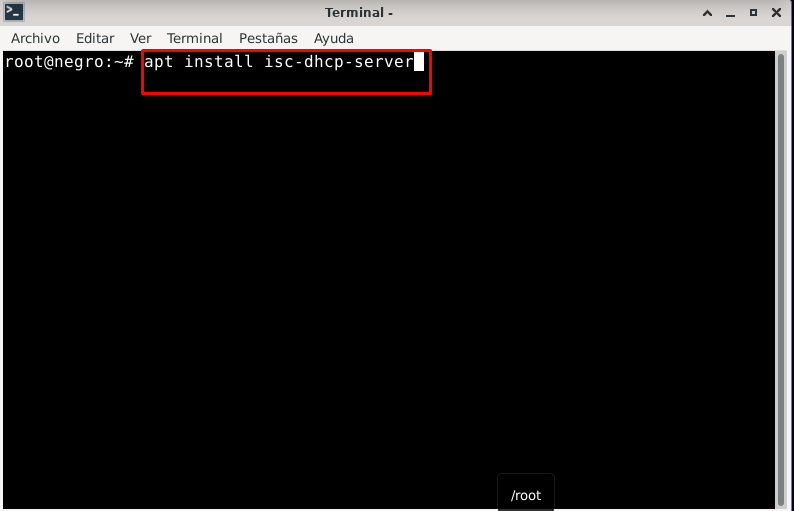 Terminal -
Archivo Editar Ver Terminal Pestañas Ayuda
root@negro:~# apt install isc-dhcp-server
/root